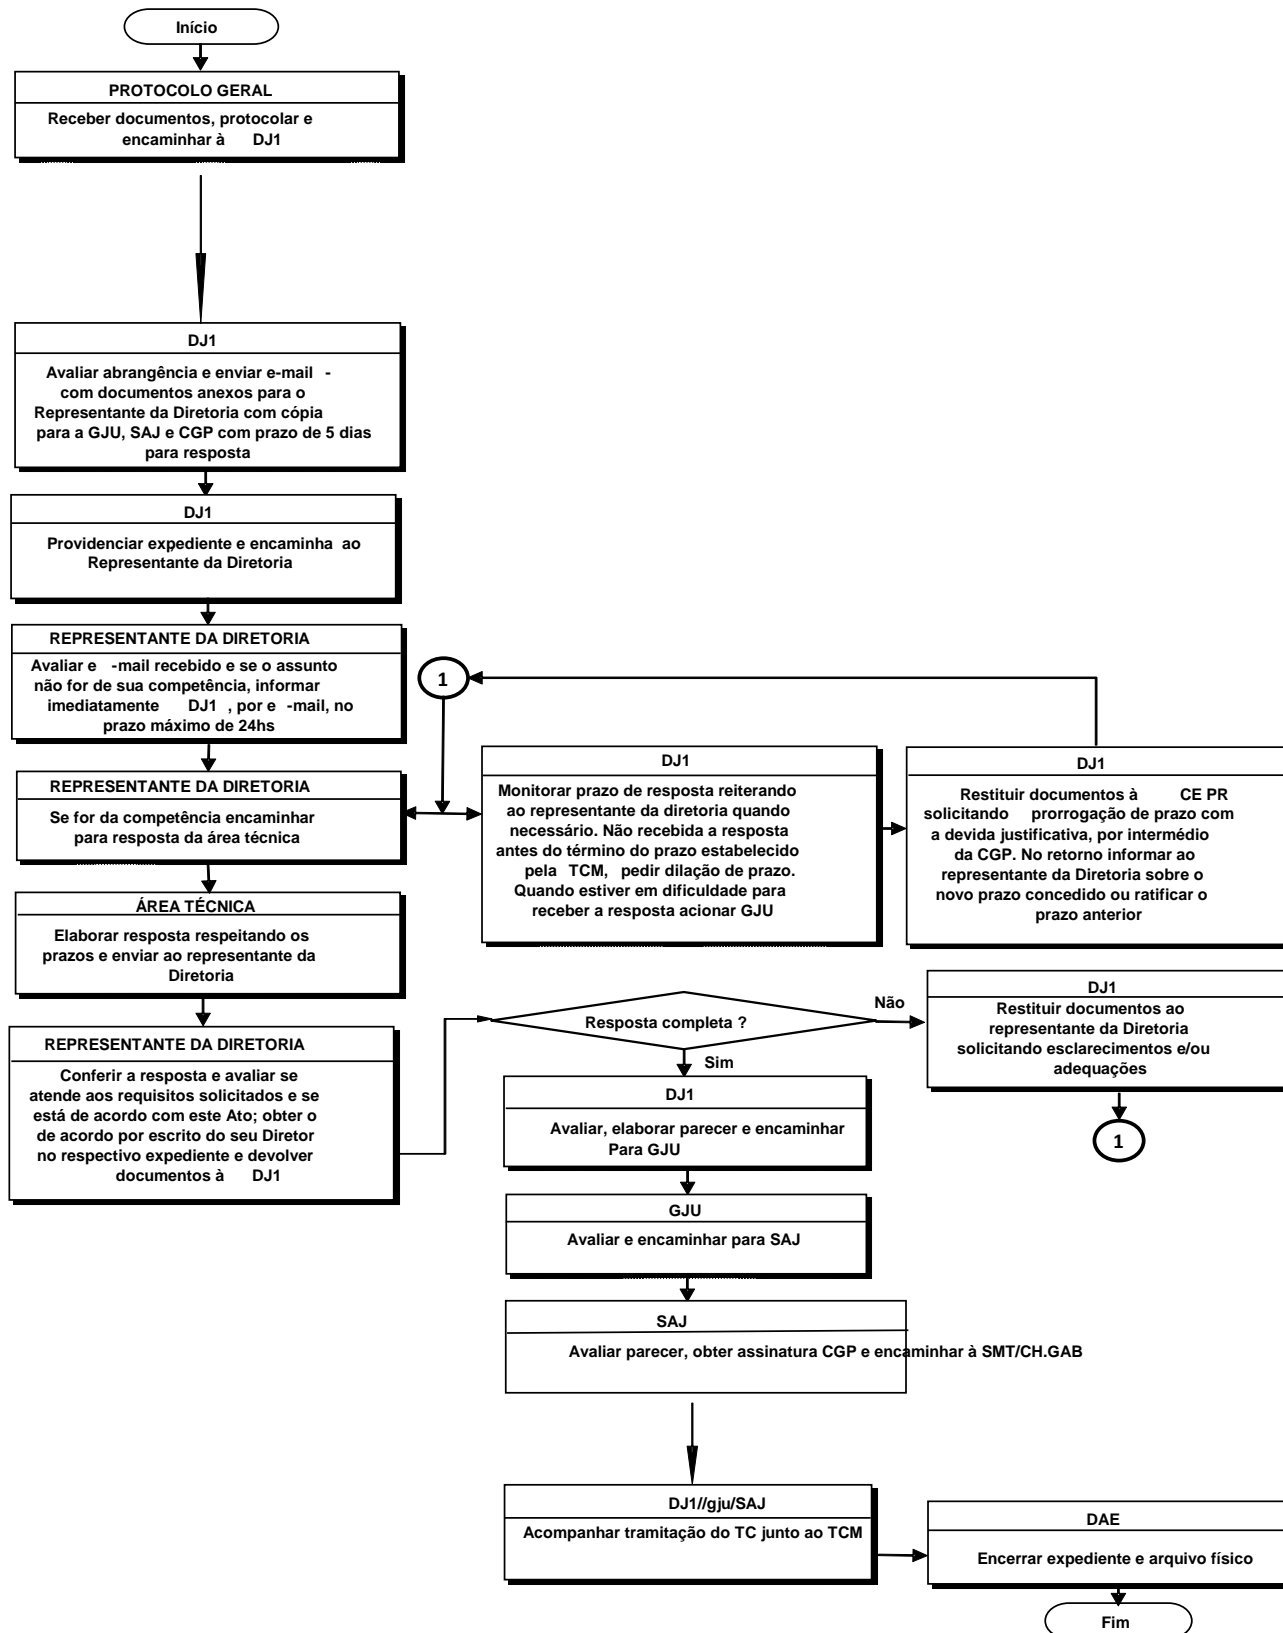 Início
PROTOCOLO GERAL
Receber documentos, protocolar e
encaminhar à DJ1
DJ1
Avaliar abrangência e enviar e-mail -
com documentos anexos para o
Representante da Diretoria com cópia
para a GJU, SAJ e CGP com prazo de 5 dias
para resposta
DJ1
Providenciar expediente e encaminha ao
Representante da Diretoria
REPRESENTANTE DA DIRETORIA
Avaliar e -mail recebido e se o assunto
não for de sua competência, informar
imediatamente DJ1 , por e -mail, no
prazo máximo de 24hs
REPRESENTANTE DA DIRETORIA
Se for da competência encaminhar
para resposta da área técnica
ÁREA TÉCNICA
Elaborar resposta respeitando os
prazos e enviar ao representante da
Diretoria
REPRESENTANTE DA DIRETORIA
Conferir a resposta e avaliar se
atende aos requisitos solicitados e se
está de acordo com este Ato; obter o
de acordo por escrito do seu Diretor
no respectivo expediente e devolver
documentos à DJ1
1
DJ1
Monitorar prazo de resposta reiterando
ao representante da diretoria quando
necessário. Não recebida a resposta
antes do término do prazo estabelecido
pela TCM, pedir dilação de prazo.
Quando estiver em dificuldade para
receber a resposta acionar GJU
DJ1
Restituir documentos à CE PR
solicitando prorrogação de prazo com
a devida justificativa, por intermédio
da CGP. No retorno informar ao
representante da Diretoria sobre o
novo prazo concedido ou ratificar o
prazo anterior
Resposta completa ?
Não
Sim
DJ1
Restituir documentos ao
representante da Diretoria
solicitando esclarecimentos e/ou
adequações
1
DJ1
Avaliar, elaborar parecer e encaminhar
Para GJU
GJU
Avaliar e encaminhar para SAJ
SAJ
Avaliar parecer, obter assinatura CGP e encaminhar à SMT/CH.GAB
DJ1//gju/SAJ
Acompanhar tramitação do TC junto ao TCM
DAE
Encerrar expediente e arquivo físico
Fim